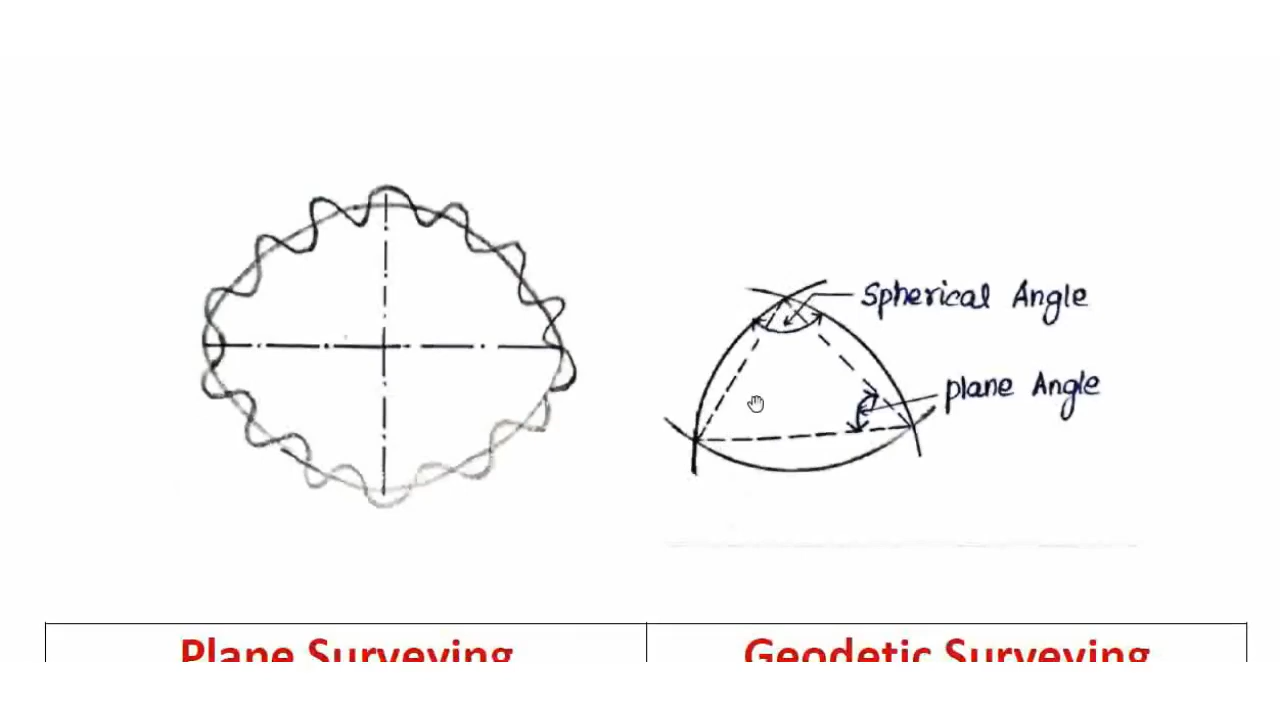 Spherical Angle
plane Angle
Plane Surveying
Geodetic Surveying